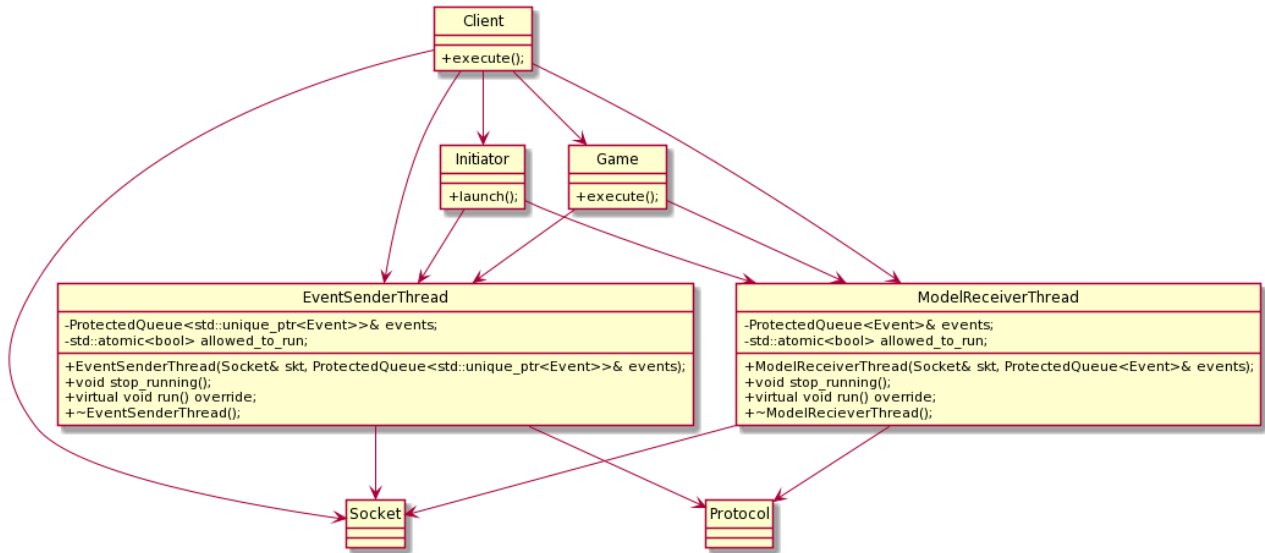 Client
+execute();
Initiator
+launch();
Game
+execute();
EventSenderThread
-ProtectedQueue<std::unique_ptr<Event>>& events;
-std::atomic<bool> allowed_to_run;
+EventSenderThread(Socket& skt, ProtectedQueue<std::unique_ptr<Event>>& events);
+void stop_running();
+virtual void run() override;
+~EventSenderThread();
ModelReceiverThread
-ProtectedQueue<Event>& events;
-std::atomic<bool> allowed_to_run;
+ModelReceiverThread(Socket& skt, ProtectedQueue<Event>& events);
+void stop_running();
+virtual void run() override;
+~ModelRecieverThread();
Socket
Protocol